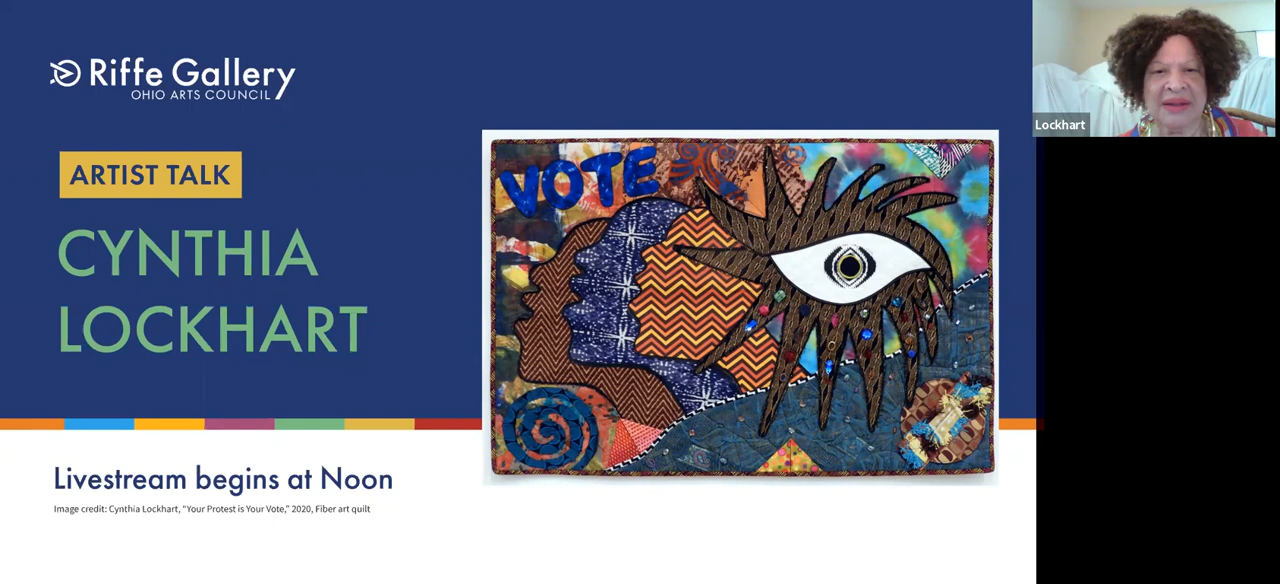 Riffe Gallery
OHIO ARTS COUNCIL
ARTIST TALK
CYNTHIA
LOCKHART
VOTE
Livestream begins at Noon
Image credit: Cynthia Lockhart, “Your Protest is Your Vote,” 2020, Fiber art quilt
Lockhart